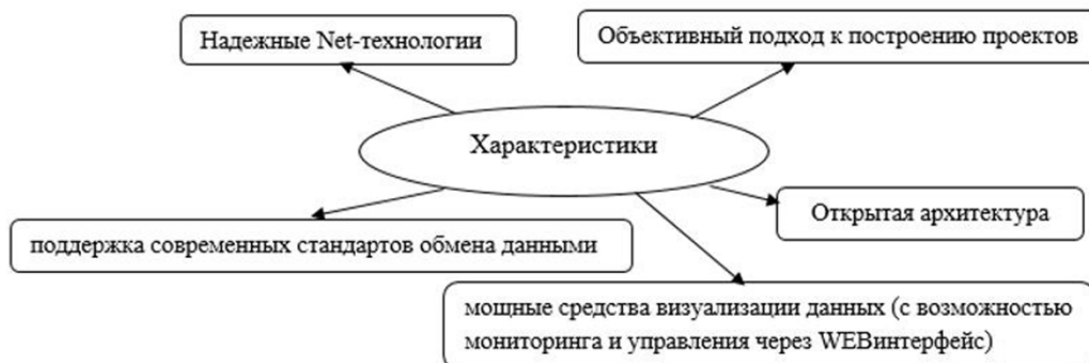 Надежные Net-технологии
Объективный подход к построению проектов
Характеристики
Открытая архитектура
поддержка современных стандартов обмена данными
мощные средства визуализации данных (с возможностью
мониторинга и управления через WEBинтерфейс)